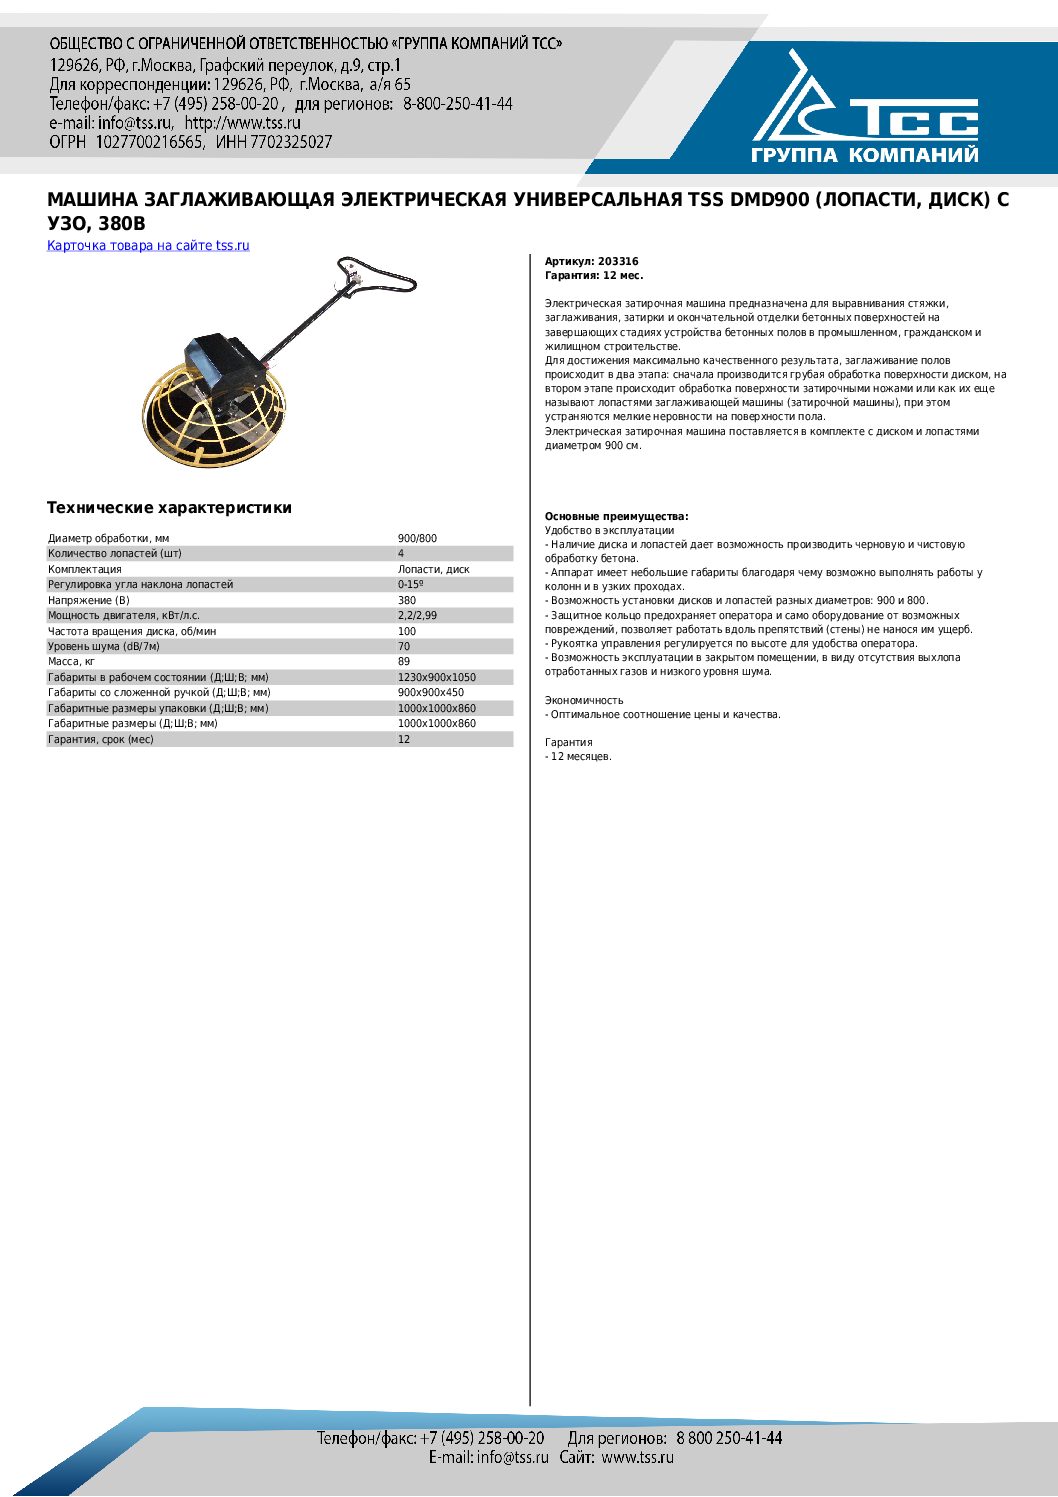 ОБЩЕСТВО С ОГРАНИЧЕННОЙ ОТВЕТСТВЕННОСТЬЮ «ГРУППА КОМПАНИЙ ТСС»
129626, РФ, г.Москва, Графский переулок, д.9, стр.1
Для корреспонденции: 129626, РФ, г.Москва, а/я 65
Телефон/факс: +7 (495) 258-00-20 , для регионов: 8-800-250-41-44
e-mail: info@tss.ru, http://www.tss.ru
ОГРН 1027700216565, ИНН 7702325027
ТСС
ГРУППА КОМПАНИЙ
МАШИНА ЗАГЛАЖИВАЮЩАЯ ЭЛЕКТРИЧЕСКАЯ УНИВЕРСАЛЬНАЯ TSS DMD900 (ЛОПАСТИ, ДИСК) С
УЗО, 380В
Карточка товара на сайте tss.ru
Технические характеристики
Диаметр обработки, мм 900/800
Количество лопастей (шт) 4
Комплектация Лопасти, диск
Регулировка угла наклона лопастей 0-15º
Напряжение (В) 380
Мощность двигателя, кВт/л.с. 2,2/2,99
Частота вращения диска, об/мин 100
Уровень шума (dB/7м) 70
Масса, кг 89
Габариты в рабочем состоянии (Д;Ш;В; мм) 1230х900х1050
Габариты со сложенной ручкой (Д;Ш;В; мм) 900х900х450
Габаритные размеры упаковки (Д;Ш;В; мм) 1000х1000х860
Габаритные размеры (Д;Ш;В; мм) 1000х1000х860
Гарантия, срок (мес) 12
Артикул: 203316
Гарантия: 12 мес.
Электрическая затирочная машина предназначена для выравнивания стяжки,
заглаживания, затирки и окончательной отделки бетонных поверхностей на
завершающих стадиях устройства бетонных полов в промышленном, гражданском и
жилищном строительстве.
Для достижения максимально качественного результата, заглаживание полов
происходит в два этапа: сначала производится грубая обработка поверхности диском, на
втором этапе происходит обработка поверхности затирочными ножами или как их еще
называют лопастями заглаживающей машины (затирочной машины), при этом
устраняются мелкие неровности на поверхности пола.
Электрическая затирочная машина поставляется в комплекте с диском и лопастями
диаметром 900 см.
Основные преимущества:
Удобство в эксплуатации
- Наличие диска и лопастей дает возможность производить черновую и чистовую
обработку бетона.
- Аппарат имеет небольшие габариты благодаря чему возможно выполнять работы у
колонн и в узких проходах.
- Возможность установки дисков и лопастей разных диаметров: 900 и 800.
- Защитное кольцо предохраняет оператора и само оборудование от возможных
повреждений, позволяет работать вдоль препятствий (стены) не нанося им ущерб.
- Рукоятка управления регулируется по высоте для удобства оператора.
- Возможность эксплуатации в закрытом помещении, в виду отсутствия выхлопа
отработанных газов и низкого уровня шума.
Экономичность
- Оптимальное соотношение цены и качества.
Гарантия
- 12 месяцев.
Телефон/факс: +7 (495) 258-00-20 Для регионов: 8 800 250-41-44
E-mail: info@tss.ru Сайт: www.tss.ru